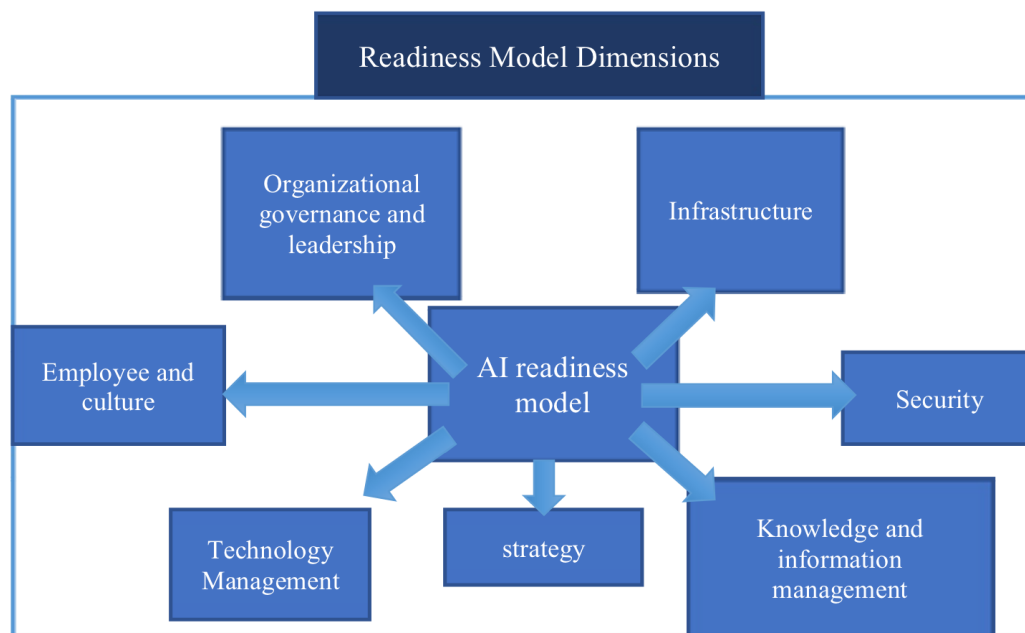 Readiness Model Dimensions
Organizational
governance and
leadership
Infrastructure
Employee and
culture
AI readiness
model
Security
Technology
Management
strategy
Knowledge and
information
management